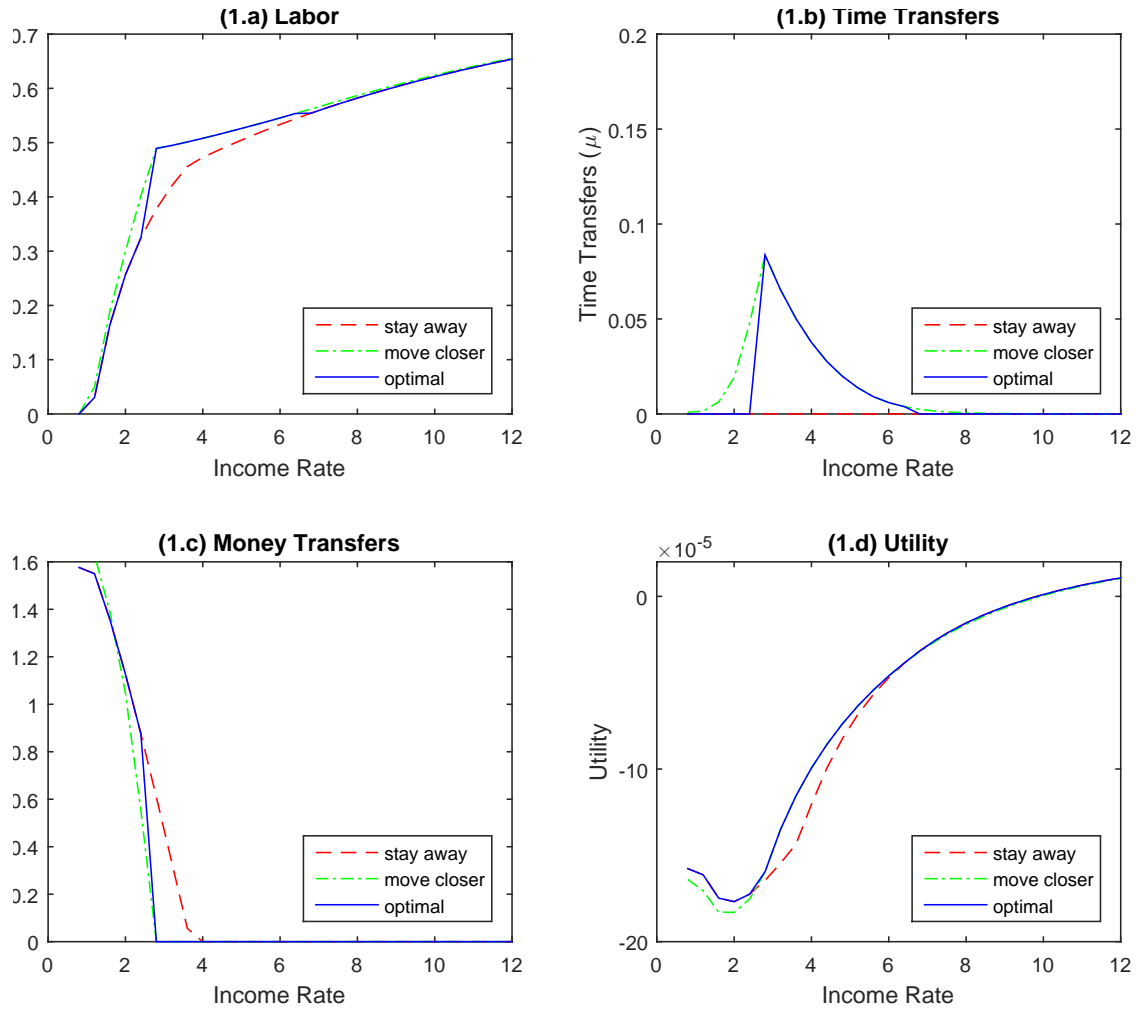 (1.a) Labor
0.7
0.6
0.5
0.4
0.3
0.2
0.1
0
0 2 4 6 8 10 12
Income Rate
stay away
move closer
optimal
(1.b) Time Transfers
0.2
0.15
0.1
0.05
0
Time Transfers (μ)
0 2 4 6 8 10 12
Income Rate
stay away
move closer
optimal
(1.c) Money Transfers
1.6
1.4
1.2
1
0.8
0.6
0.4
0.2
0
0 2 4 6 8 10 12
Income Rate
stay away
move closer
optimal
(1.d) Utility
×10⁻⁵
0
-10
-20
Utility
0 2 4 6 8 10 12
Income Rate
stay away
move closer
optimal